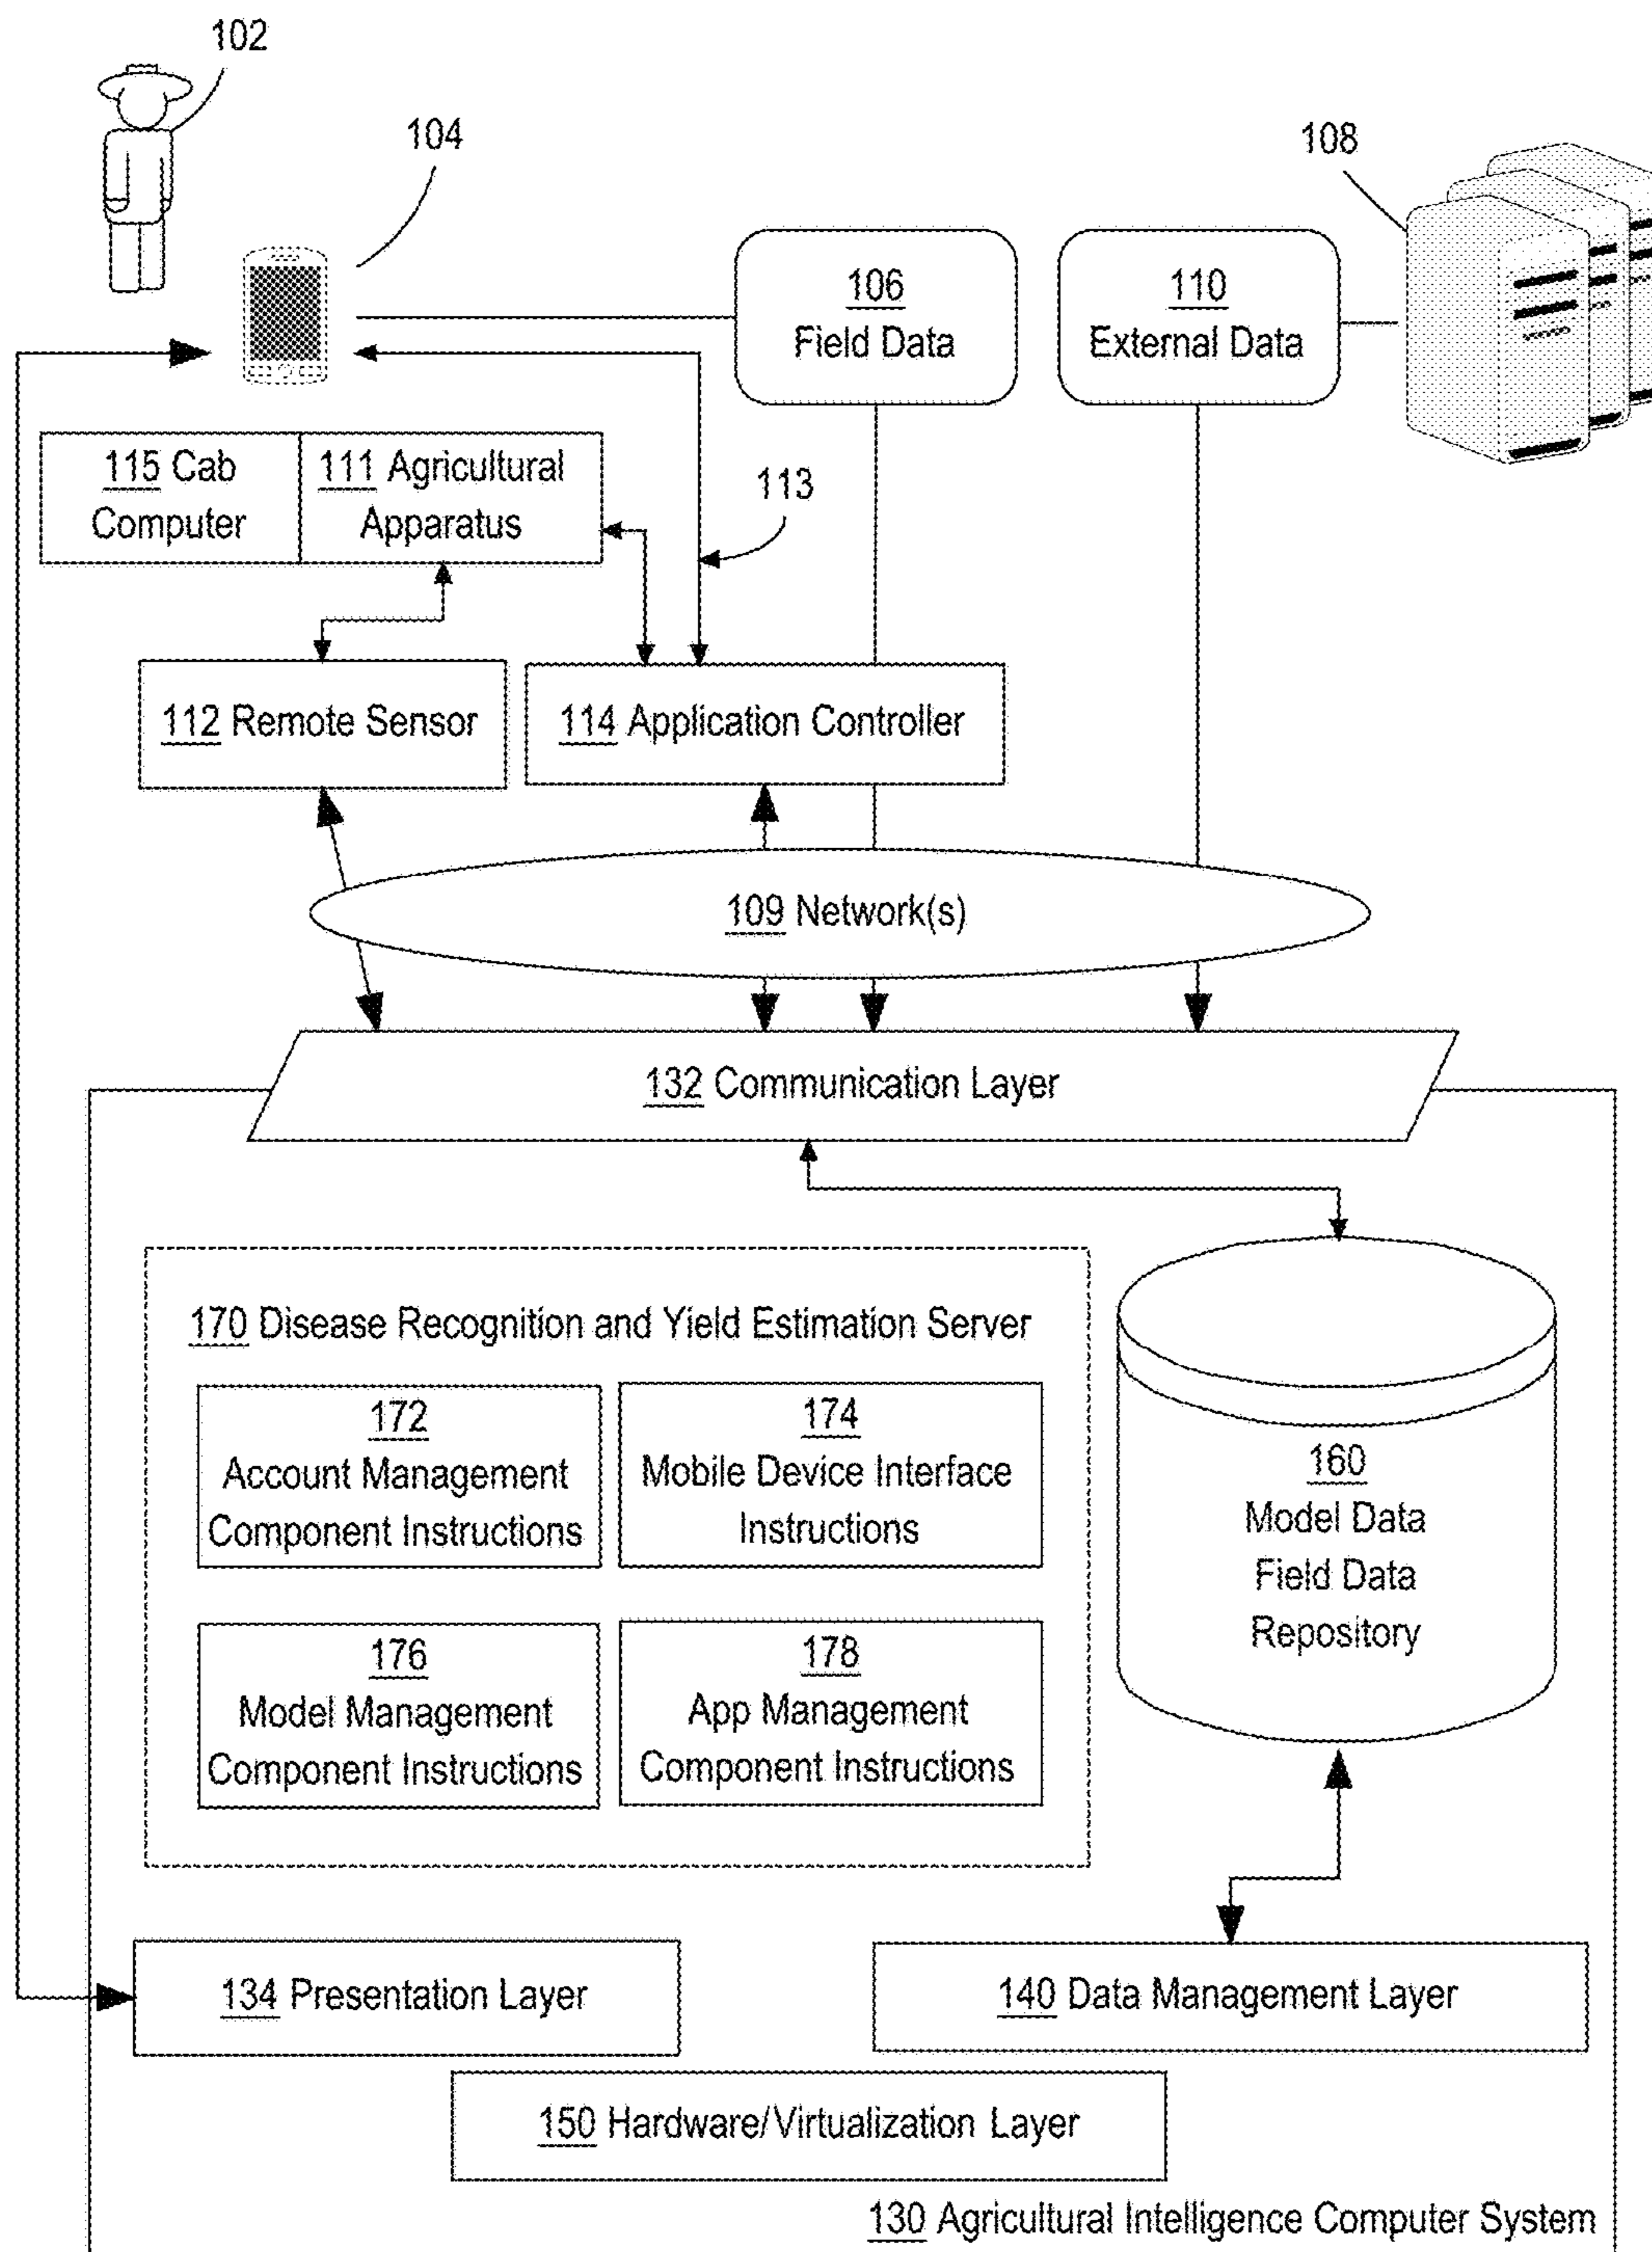 102
104
108
106
Field Data
110
External Data
115 Cab
Computer
111 Agricultural
Apparatus
113
112 Remote Sensor
114 Application Controller
109 Network(s)
132 Communication Layer
170 Disease Recognition and Yield Estimation Server
172
Account Management
Component Instructions
174
Mobile Device Interface
Instructions
160
Model Data
Field Data
Repository
176
Model Management
Component Instructions
178
App Management
Component Instructions
134 Presentation Layer
140 Data Management Layer
150 Hardware/Virtualization Layer
130 Agricultural Intelligence Computer System